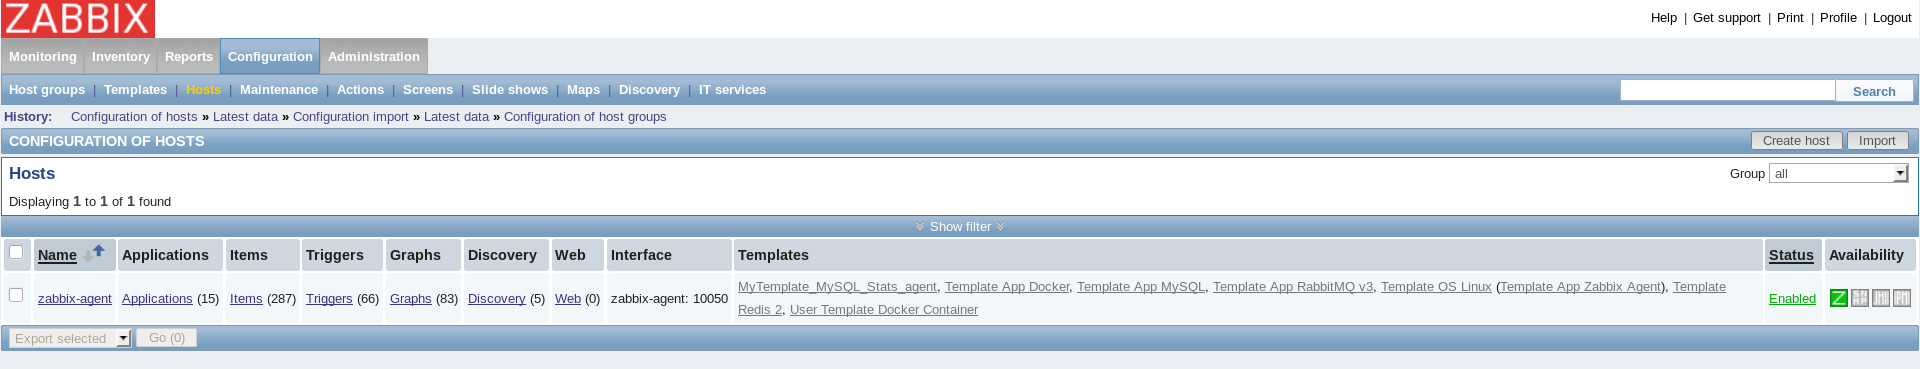 ZABBIX
Help | Get support | Print | Profile | Logout
Monitoring Inventory Reports Configuration Administration
Host groups | Templates | Hosts | Maintenance | Actions | Screens | Slide shows | Maps | Discovery | IT services Search
History: Configuration of hosts » Latest data » Configuration import » Latest data » Configuration of host groups
CONFIGURATION OF HOSTS Create host Import
Hosts Group all
Displaying 1 to 1 of 1 found
Show filter
Name Applications Items Triggers Graphs Discovery Web Interface Templates Status Availability
zabbix-agent Applications (15) Items (287) Triggers (66) Graphs (83) Discovery (5) Web (0) zabbix-agent: 10050 MyTemplate_MySQL_Stats_agent, Template App Docker, Template App MySQL, Template App RabbitMQ v3, Template OS Linux (Template App Zabbix Agent), Template Enabled Z SNMP JMX IPMI
Redis 2, User Template Docker Container
Export selected Go (0)